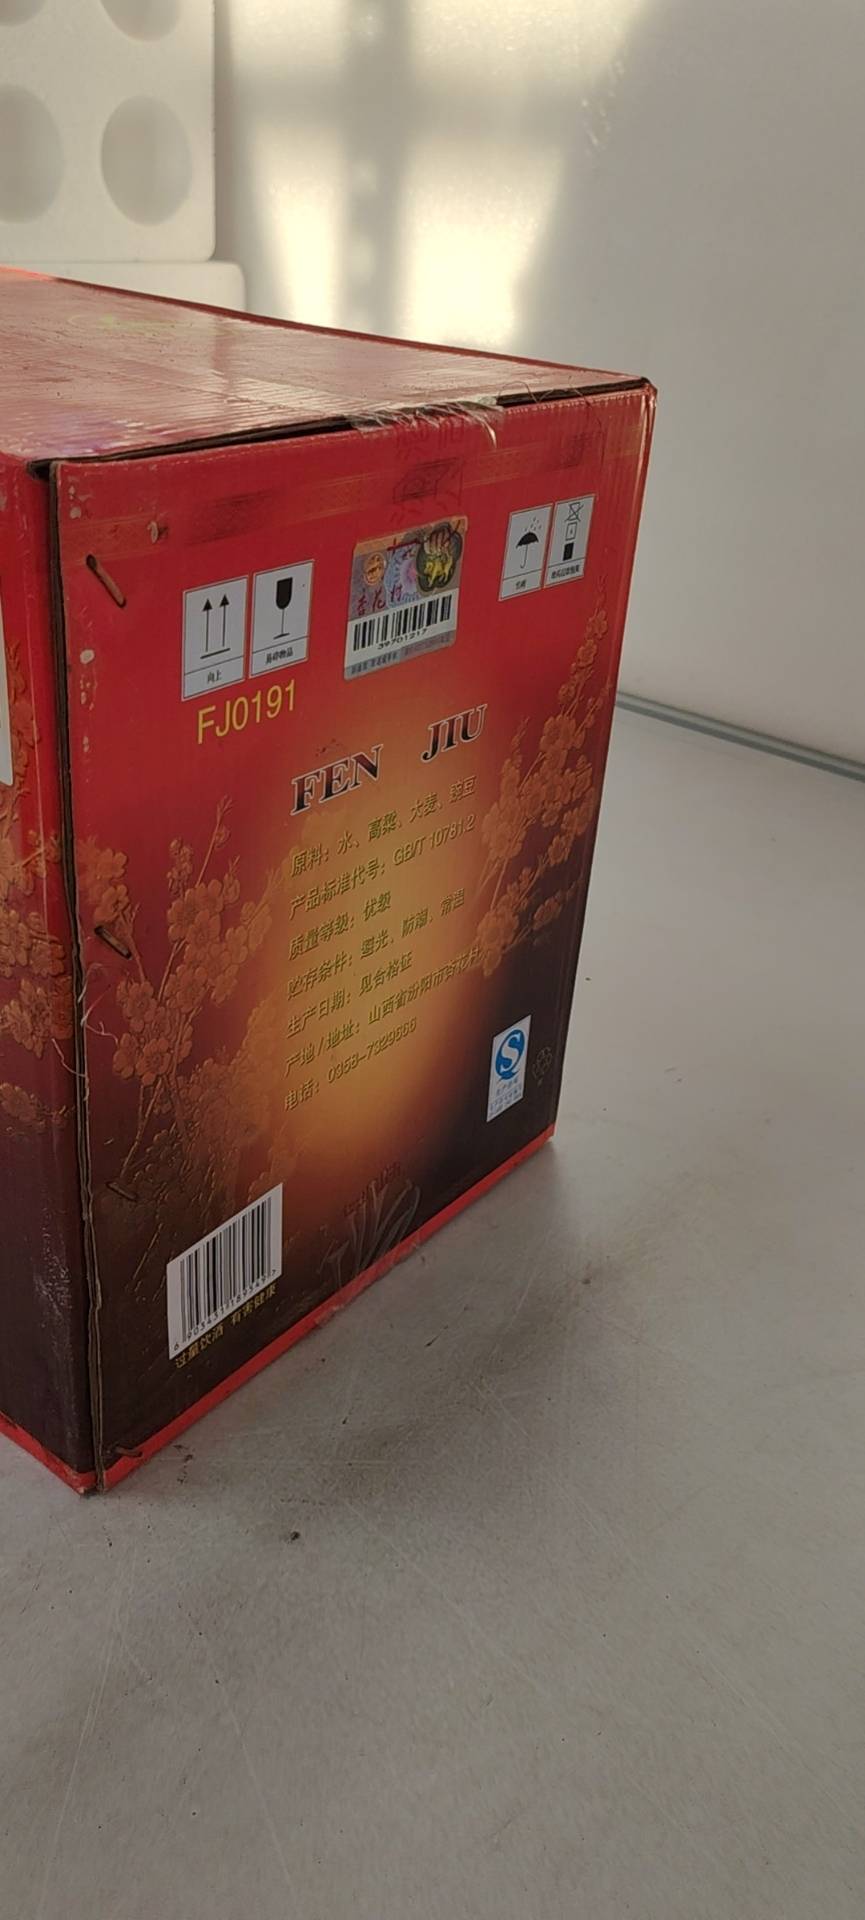 向上
易碎物品
杏花村
39701217
怕雨
FJ0191
FEN JIU
原料：水、高粱、大麦、豌豆
产品标准代号：GB/T 10781.2
质量等级：优级
贮存条件：避光、防潮、常温
生产日期：见合格证
产地/地址：山西省汾阳市杏花村
电话：0358-7329666
过量饮酒 有害健康